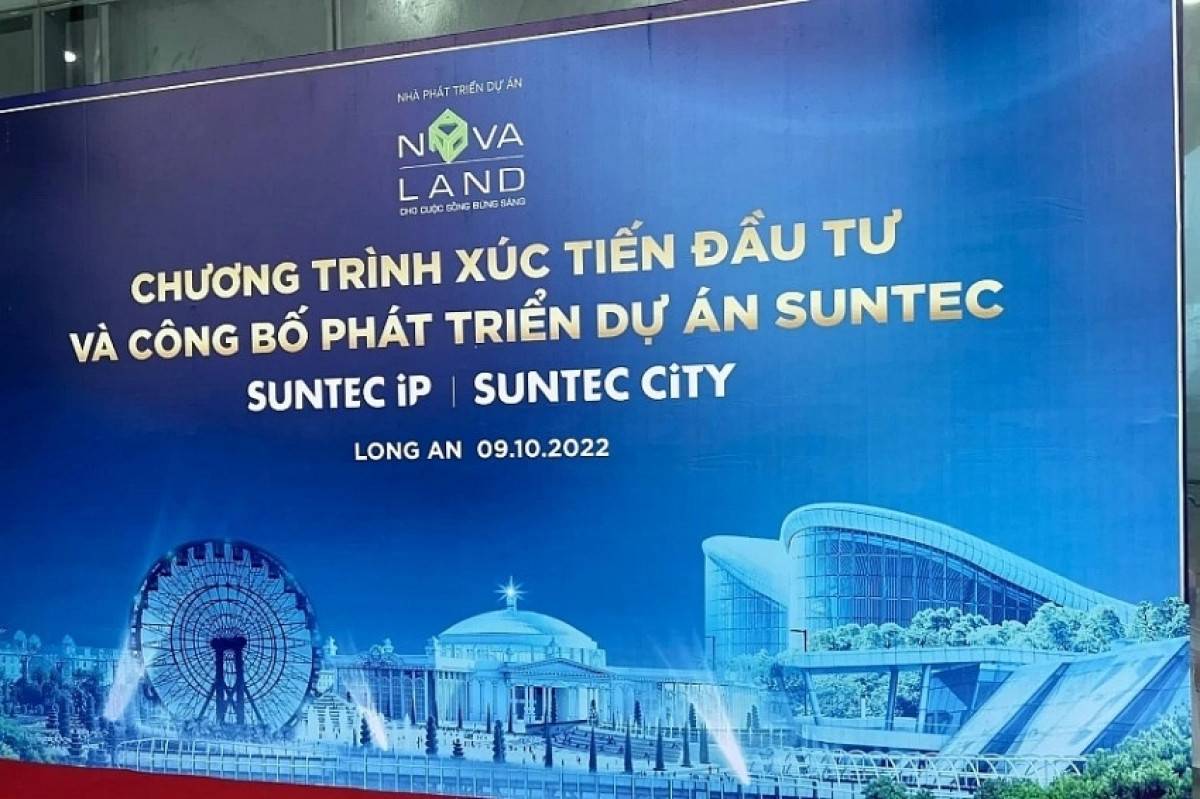 NHÀ PHÁT TRIỂN DỰ ÁN
NOVA
LAND
CHO CUỘC SỐNG BỪNG SÁNG
CHƯƠNG TRÌNH XÚC TIẾN ĐẦU TƯ
VÀ CÔNG BỐ PHÁT TRIỂN DỰ ÁN SUNTEC
SUNTEC iP | SUNTEC CiTY
LONG AN 09.10.2022